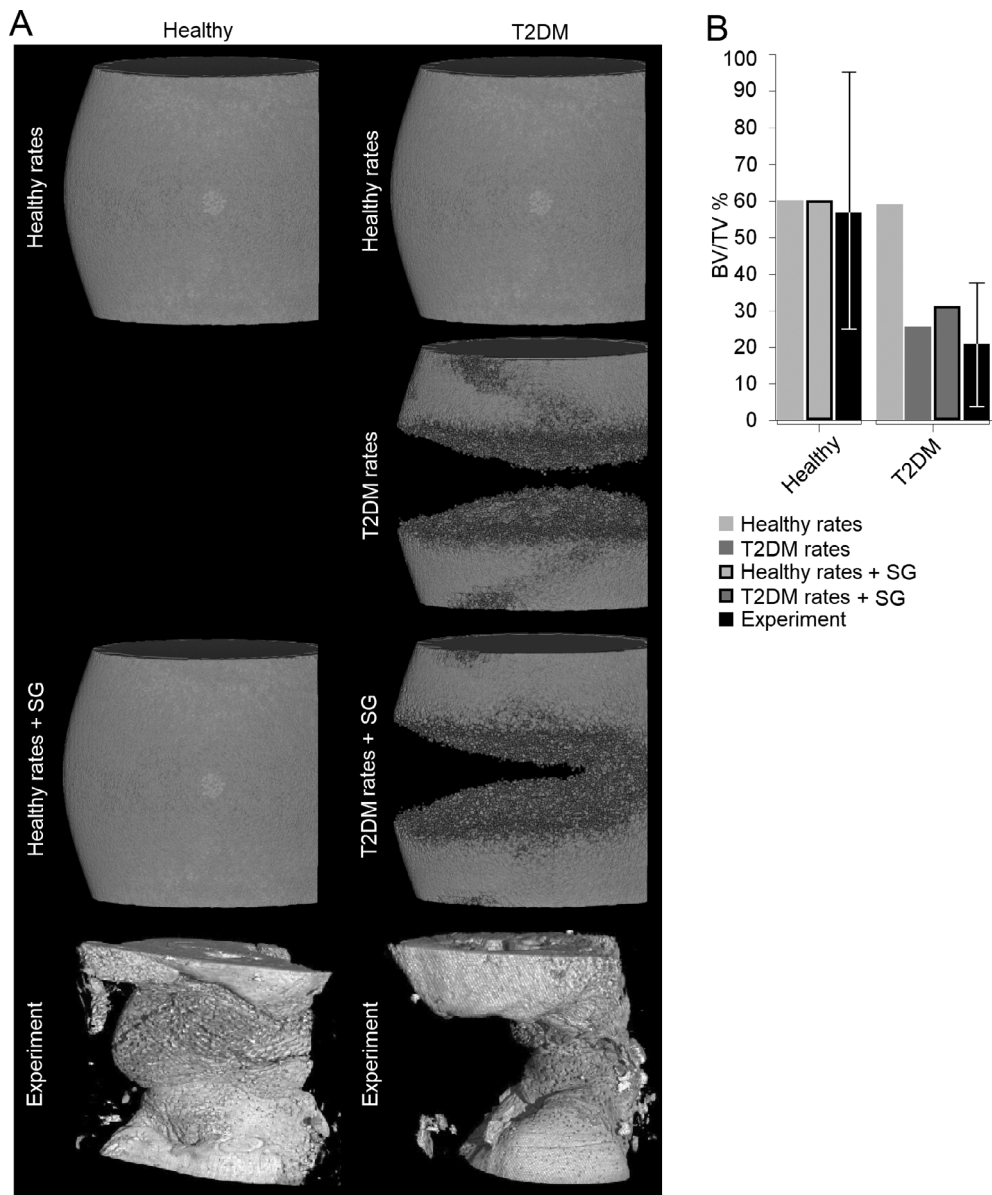 A
Healthy
T2DM
Healthy rates
Healthy rates
T2DM rates
Healthy rates + SG
T2DM rates + SG
Experiment
Experiment
B
BV/TV %
100
90
80
70
60
50
40
30
20
10
0
Healthy
T2DM
Healthy rates
T2DM rates
Healthy rates + SG
T2DM rates + SG
Experiment